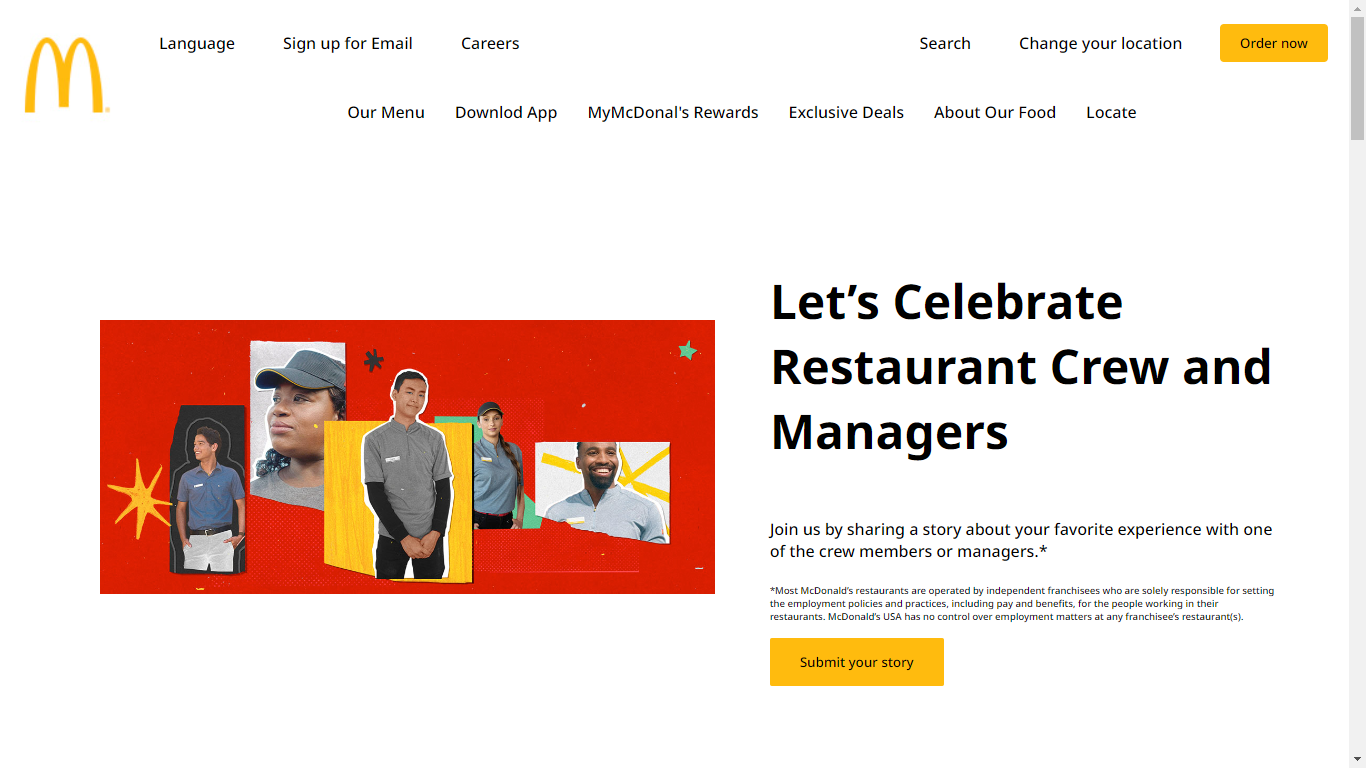 Language Sign up for Email Careers Search Change your location Order now
Our Menu Downlod App MyMcDonal's Rewards Exclusive Deals About Our Food Locate
Let’s Celebrate
Restaurant Crew and
Managers
Join us by sharing a story about your favorite experience with one
of the crew members or managers.*
*Most McDonald’s restaurants are operated by independent franchisees who are solely responsible for setting
the employment policies and practices, including pay and benefits, for the people working in their
restaurants. McDonald’s USA has no control over employment matters at any franchisee’s restaurant(s).
Submit your story